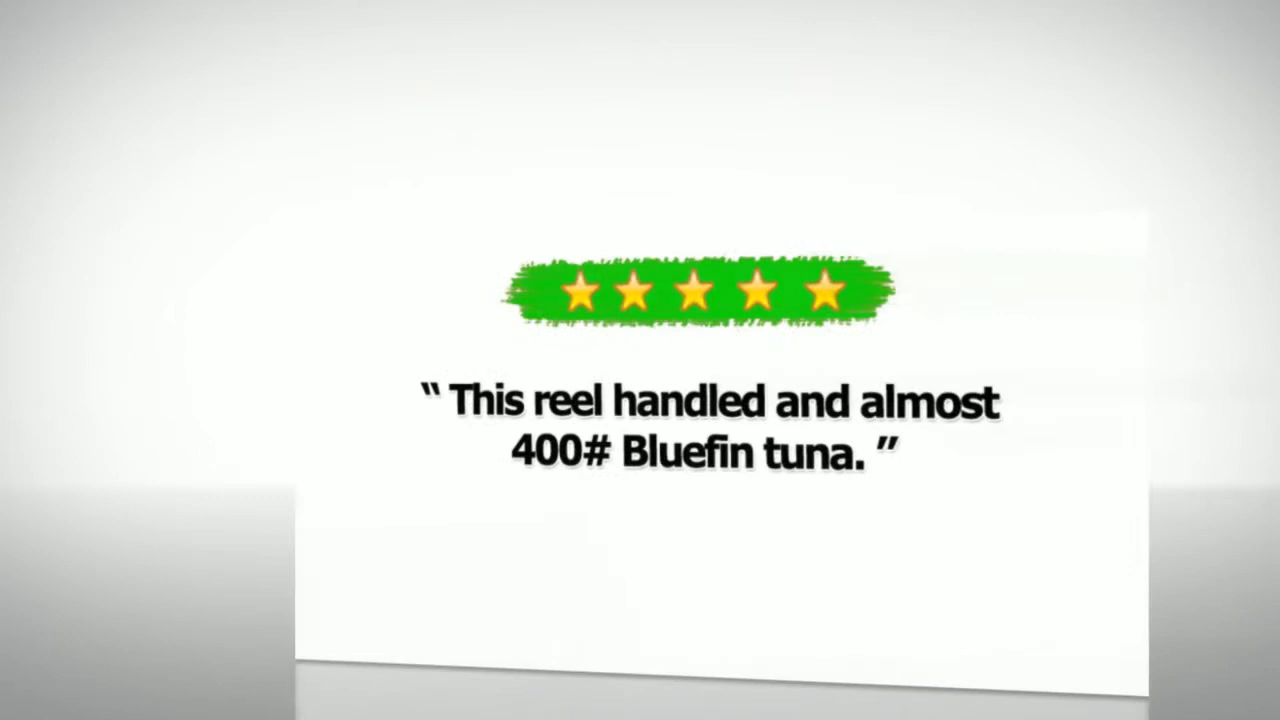 “ This reel handled and almost
400# Bluefin tuna. ”